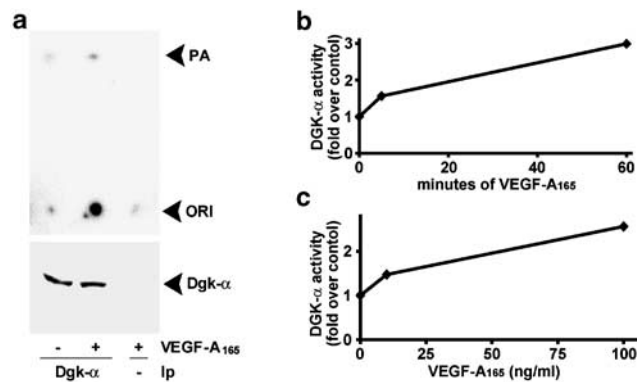 a
PA
ORI
Dgk-α
- + + VEGF-A165
Dgk-α - Ip
b
DGK-α activity
(fold over contol)
3
2
1
0
0 20 40 60
minutes of VEGF-A165
c
DGK-α activity
(fold over contol)
2
1
0
0 25 50 75 100
VEGF-A165 (ng/ml)